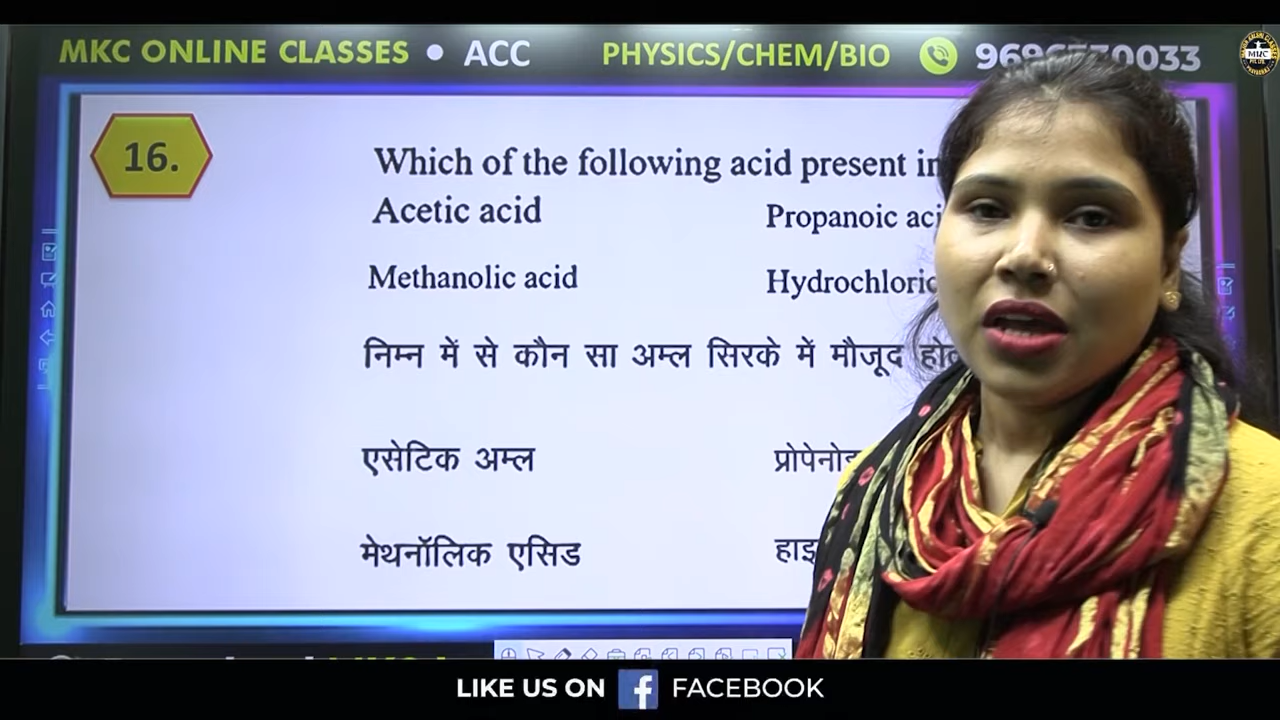 MKC ONLINE CLASSES • ACC PHYSICS/CHEM/BIO
16.
Which of the following acid present in
Acetic acid Propanoic
Methanolic acid Hydrochloric
निम्न में से कौन सा अम्ल सिरके में मौजूद
एसेटिक अम्ल
मेथनॉलिक एसिड
LIKE US ON FACEBOOK